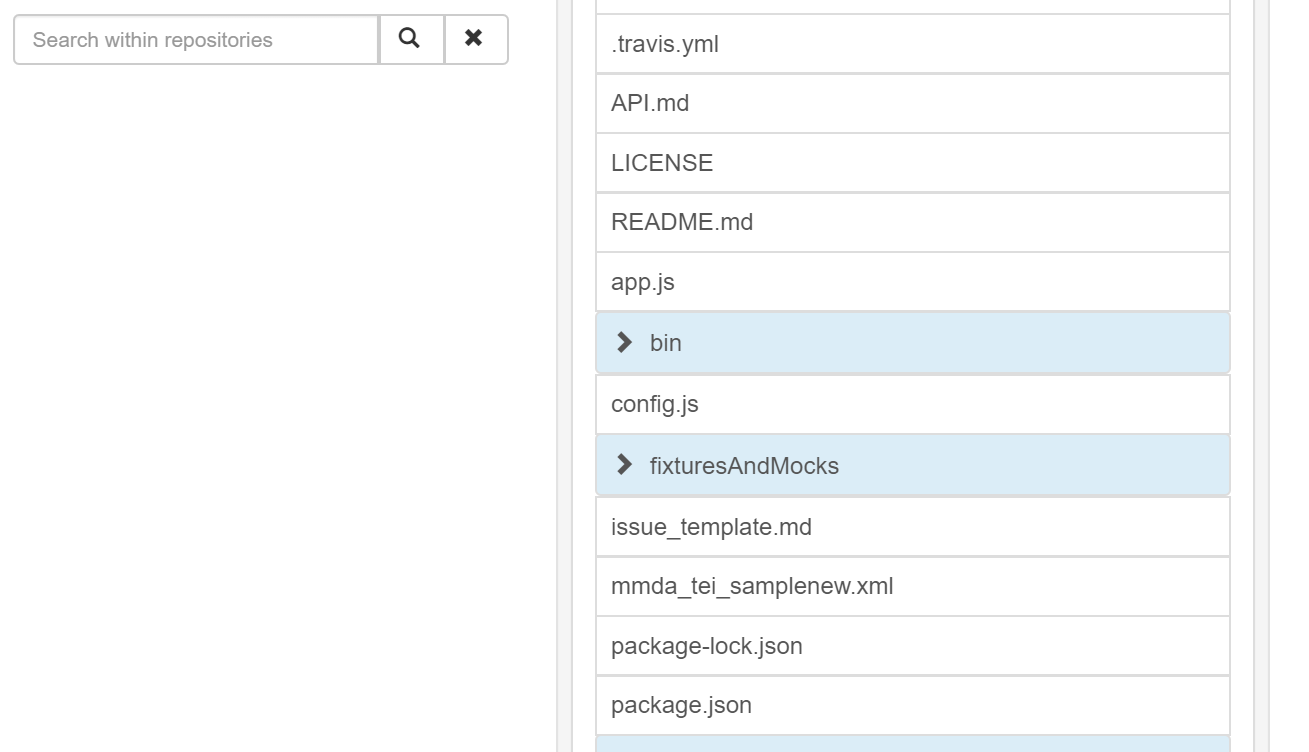 Search within repositories
.travis.yml
API.md
LICENSE
README.md
app.js
bin
config.js
fixturesAndMocks
issue_template.md
mmda_tei_samplenew.xml
package-lock.json
package.json